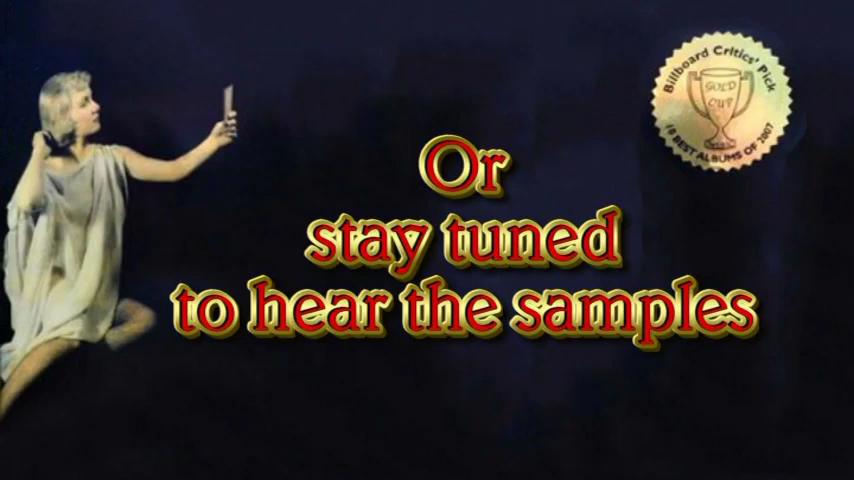 Or
stay tuned
to hear the samples
Billboard Critics' Pick
GOLD
CUP
10 BEST ALBUMS OF 2007